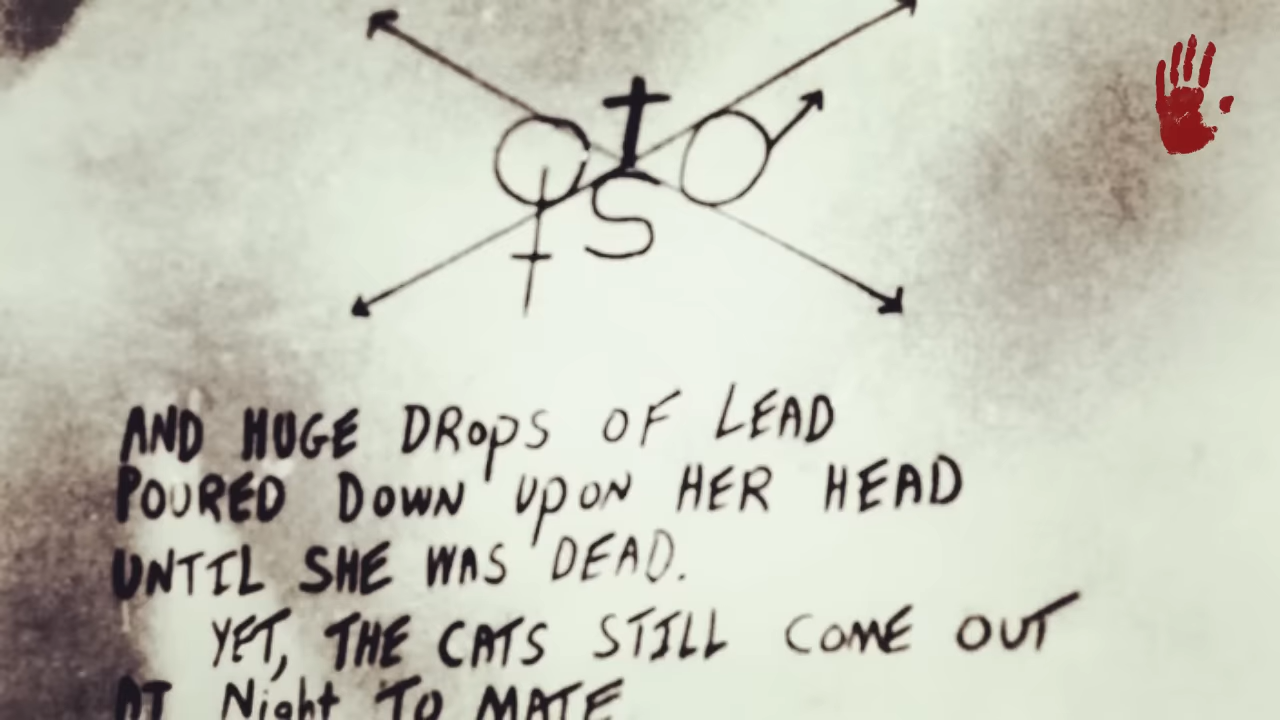 t
S
AND HUGE DROpS OF LEAD
POURED DOWN UpON HER HEAD
UNTIL SHE WAS DEAD.
YET, THE CATS STILL COME OUT
AT Night TO MATE